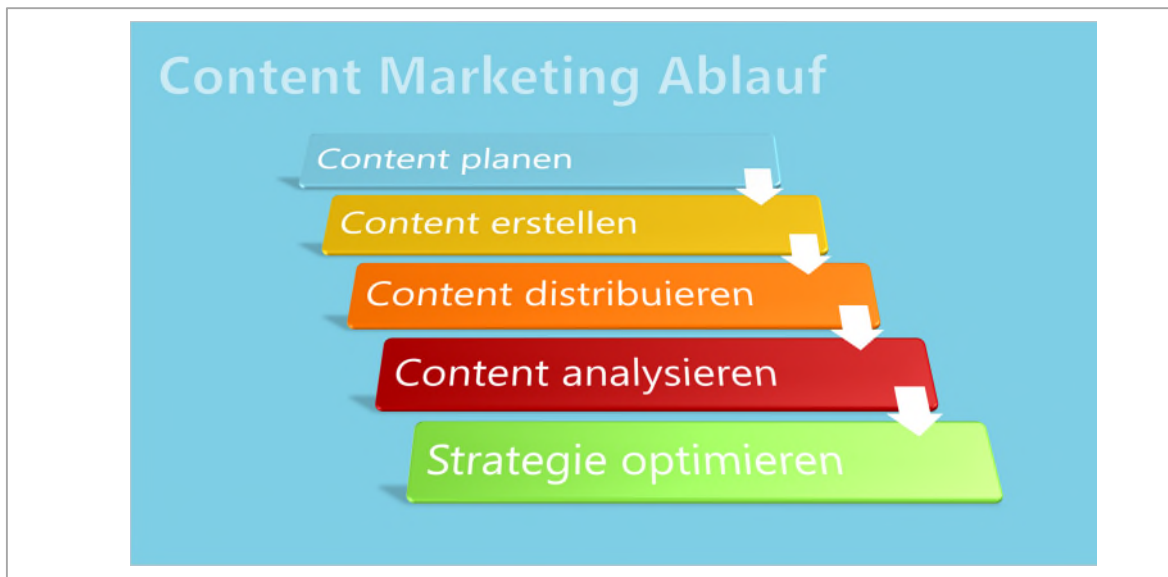 Content Marketing Ablauf
Content planen
Content erstellen
Content distribuieren
Content analysieren
Strategie optimieren